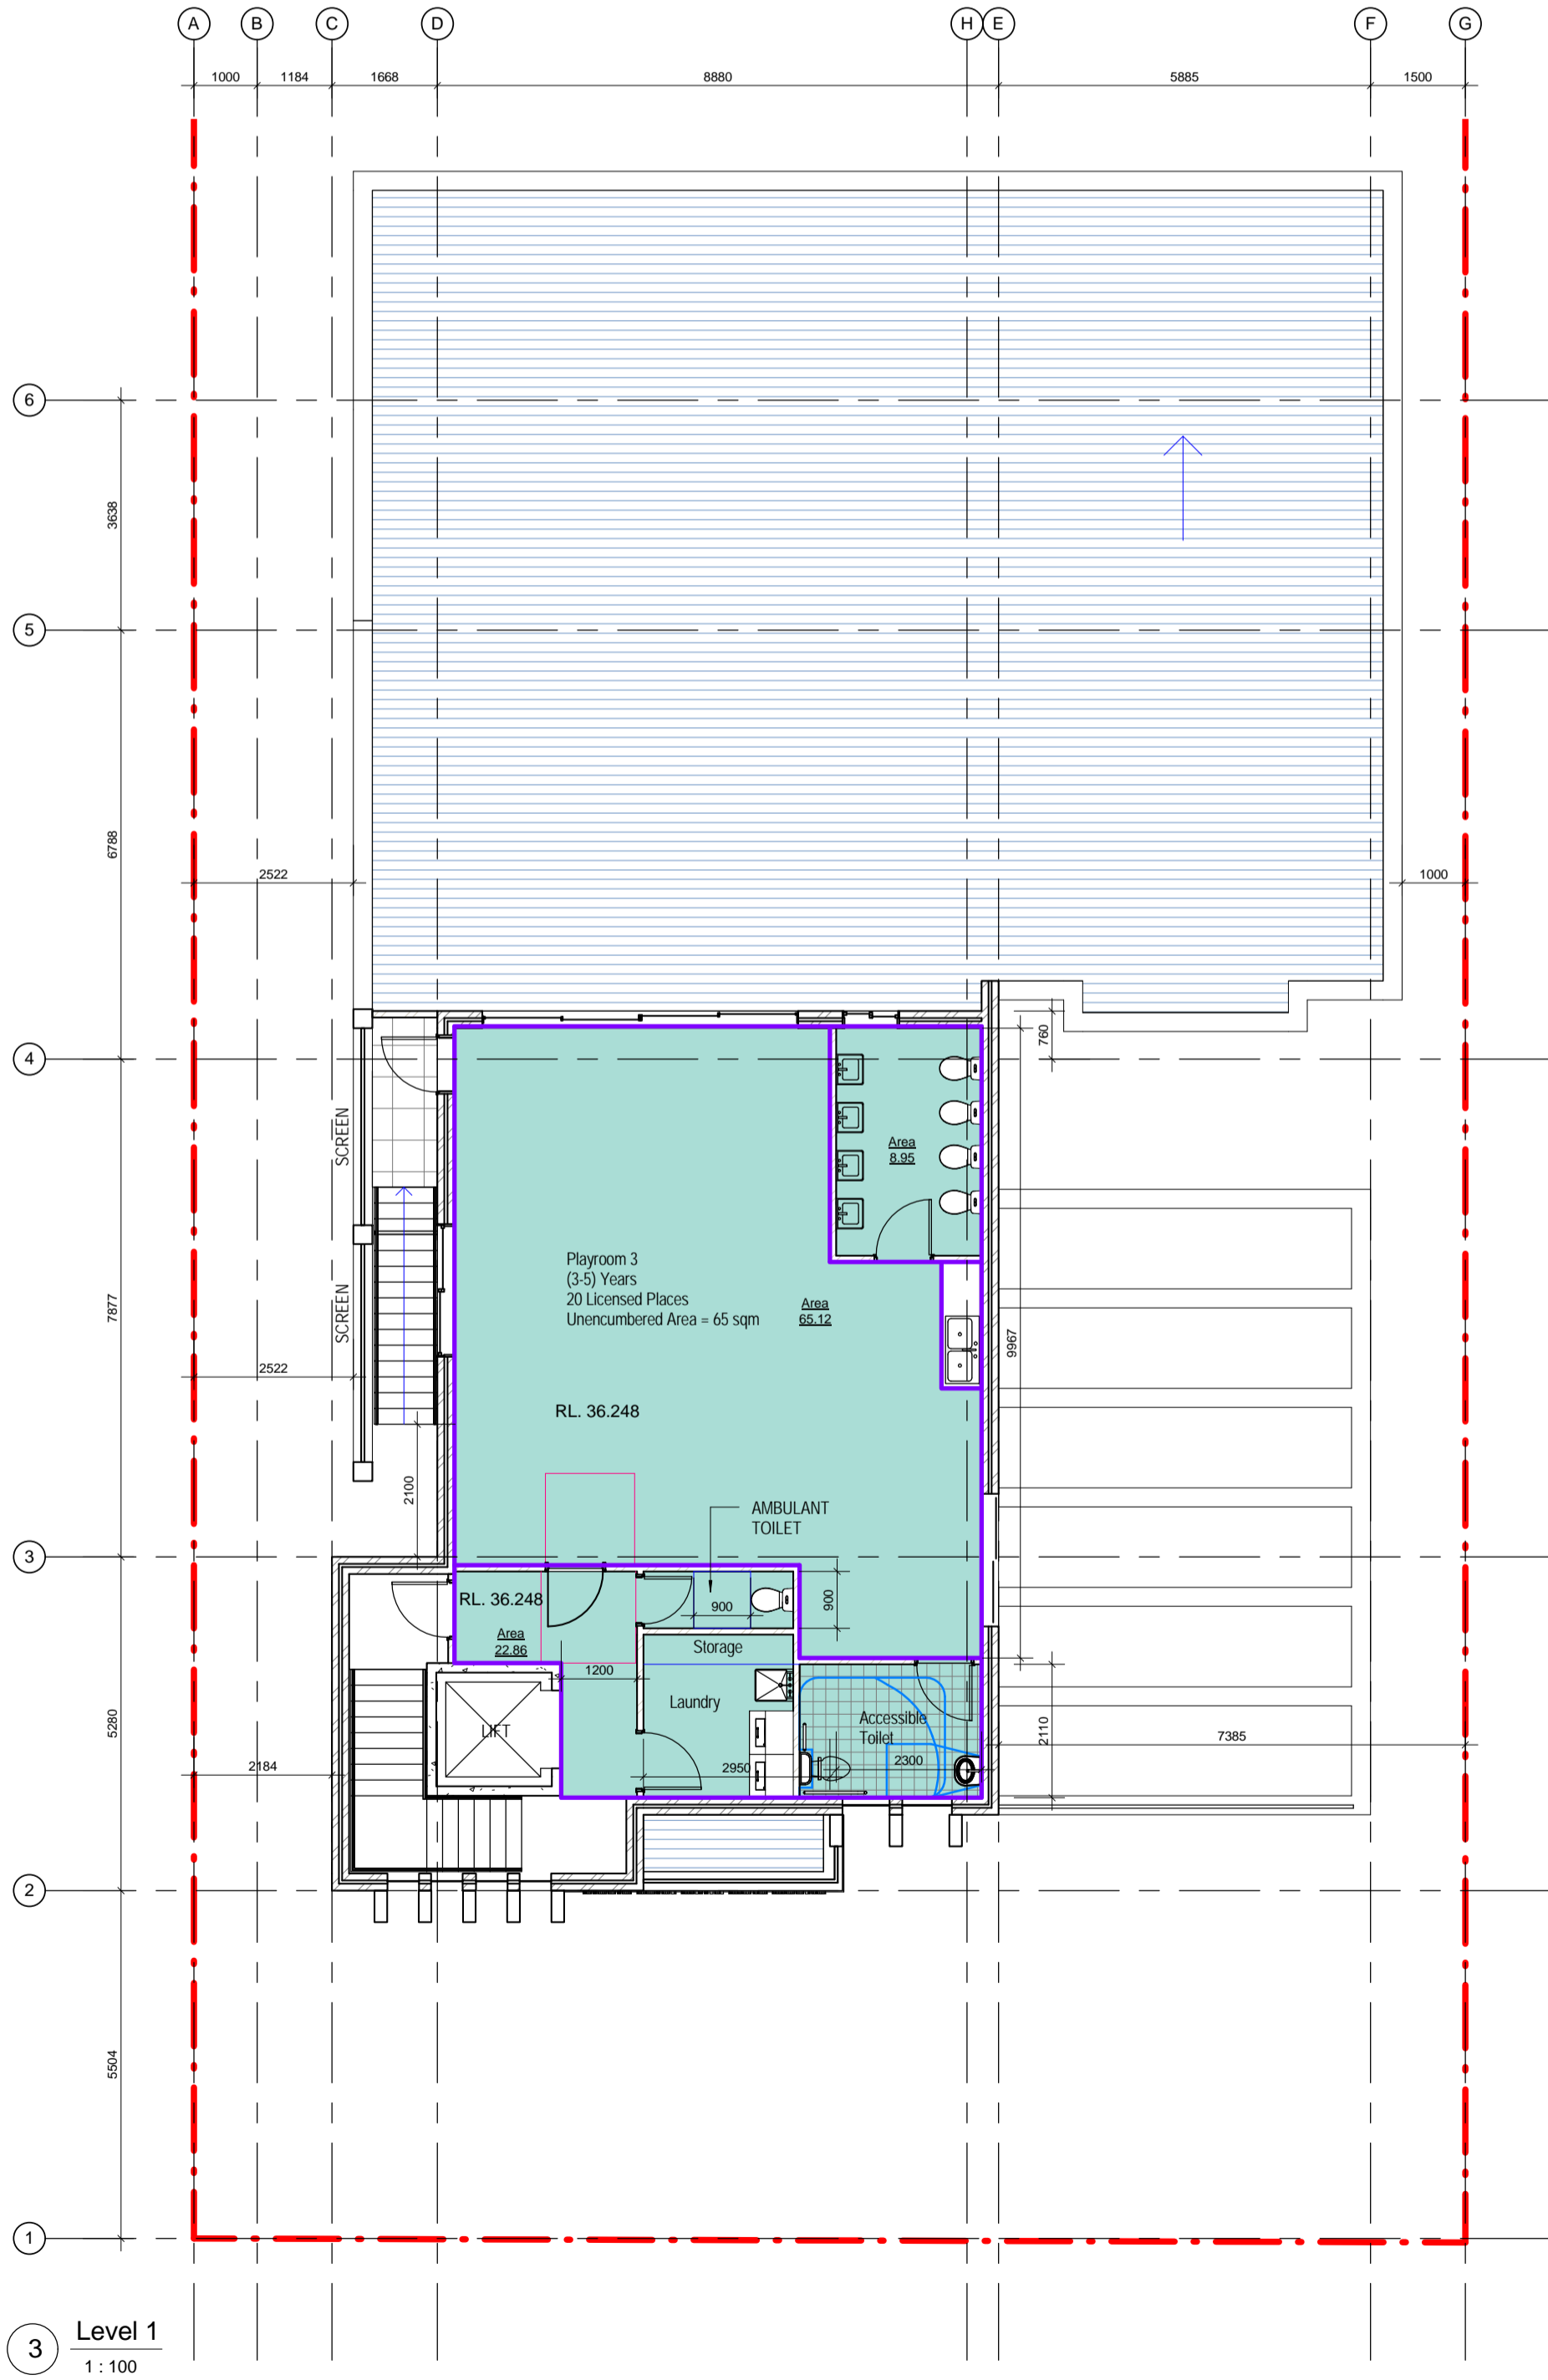 A B C D H E F G
1000 1184 1668 8880 5885 1500
6
3638
5
6788
2522
1000
4
760
SCREEN
Area
8.95
Playroom 3
(3-5) Years
20 Licensed Places
Unencumbered Area = 65 sqm
Area
65.12
SCREEN
7877
9967
2522
RL. 36.248
2100
AMBULANT
TOILET
3
RL. 36.248
900
900
Area
22.86
Storage
1200
Laundry
Accessible
Toilet
LIFT
5280
2110
7385
2184
2950
2300
2
5504
1
3
Level 1
1 : 100